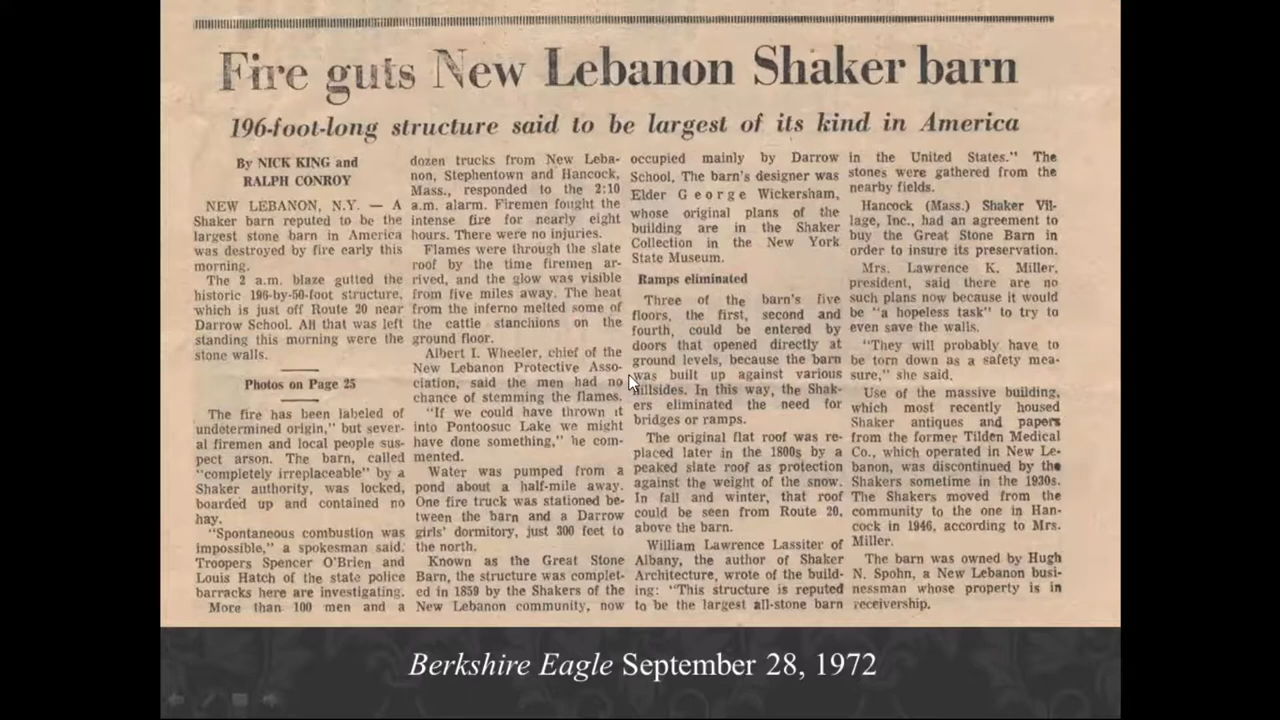 Fire guts New Lebanon Shaker barn
196-foot-long structure said to be largest of its kind in America
By NICK KING and
RALPH CONROY
NEW LEBANON, N.Y. — A
Shaker barn reputed to be the
largest stone barn in America
was destroyed by fire early this
morning.
The 2 a.m. blaze gutted the
historic 196-by-50-foot structure,
which is just off Route 20 near
Darrow School. All that was left
standing this morning were the
stone walls.
Photos on Page 25
The fire has been labeled of
undetermined origin," but sever-
al firemen and local people sus-
pect arson. The barn, called
"completely irreplaceable" by a
Shaker authority, was locked,
boarded up and contained no
hay.
"Spontaneous combustion was
impossible," a spokesman said.
Troopers Spencer O'Brien and
Louis Hatch of the state police
barracks here are investigating.
More than 100 men and a
dozen trucks from New Leba-
non, Stephentown and Hancock,
Mass., responded to the 2:10
a.m. alarm. Firemen fought the
intense fire for nearly eight
hours. There were no injuries.
Flames were through the slate
roof by the time firemen ar-
rived, and the glow was visible
from five miles away. The heat
from the inferno melted some of
the cattle stanchions on the
ground floor.
Albert I. Wheeler, chief of the
New Lebanon Protective Asso-
ciation, said the men had no
chance of stemming the flames.
"If we could have thrown it
into Pontoosuc Lake we might
have done something," he com-
mented.
Water was pumped from a
pond about a half-mile away.
One fire truck was stationed be-
tween the barn and a Darrow
girls' dormitory, just 300 feet to
the north.
Known as the Great Stone
Barn, the structure was complet-
ed in 1859 by the Shakers of the
New Lebanon community, now
occupied mainly by Darrow
School. The barn's designer was
Elder George Wickersham,
whose original plans of the
building are in the Shaker
Collection in the New York
State Museum.
Ramps eliminated
Three of the barn's five
floors, the first, second and
fourth, could be entered by
doors that opened directly at
ground levels, because the barn
was built up against various
hillsides. In this way, the Shak-
ers eliminated the need for
bridges or ramps.
The original flat roof was re-
placed later in the 1800s by a
peaked slate roof as protection
against the weight of the snow.
In fall and winter, that roof
could be seen from Route 20,
above the barn.
William Lawrence Lassiter of
Albany, the author of Shaker
Architecture, wrote of the build-
ing: "This structure is reputed
to be the largest all-stone barn
in the United States." The
stones were gathered from the
nearby fields.
Hancock (Mass.) Shaker Vil-
lage, Inc., had an agreement to
buy the Great Stone Barn in
order to insure its preservation.
Mrs. Lawrence K. Miller,
president, said there are no
such plans now because it would
be "a hopeless task" to try to
even save the walls.
"They will probably have to
be torn down as a safety mea-
sure," she said.
Use of the massive building,
which most recently housed
Shaker antiques and papers
from the former Tilden Medical
Co., which operated in New Le-
banon, was discontinued by the
Shakers sometime in the 1930s.
The Shakers moved from the
community to the one in Han-
cock in 1946, according to Mrs.
Miller.
The barn was owned by Hugh
N. Spohn, a New Lebanon busi-
nessman whose property is in
receivership.
Berkshire Eagle September 28, 1972